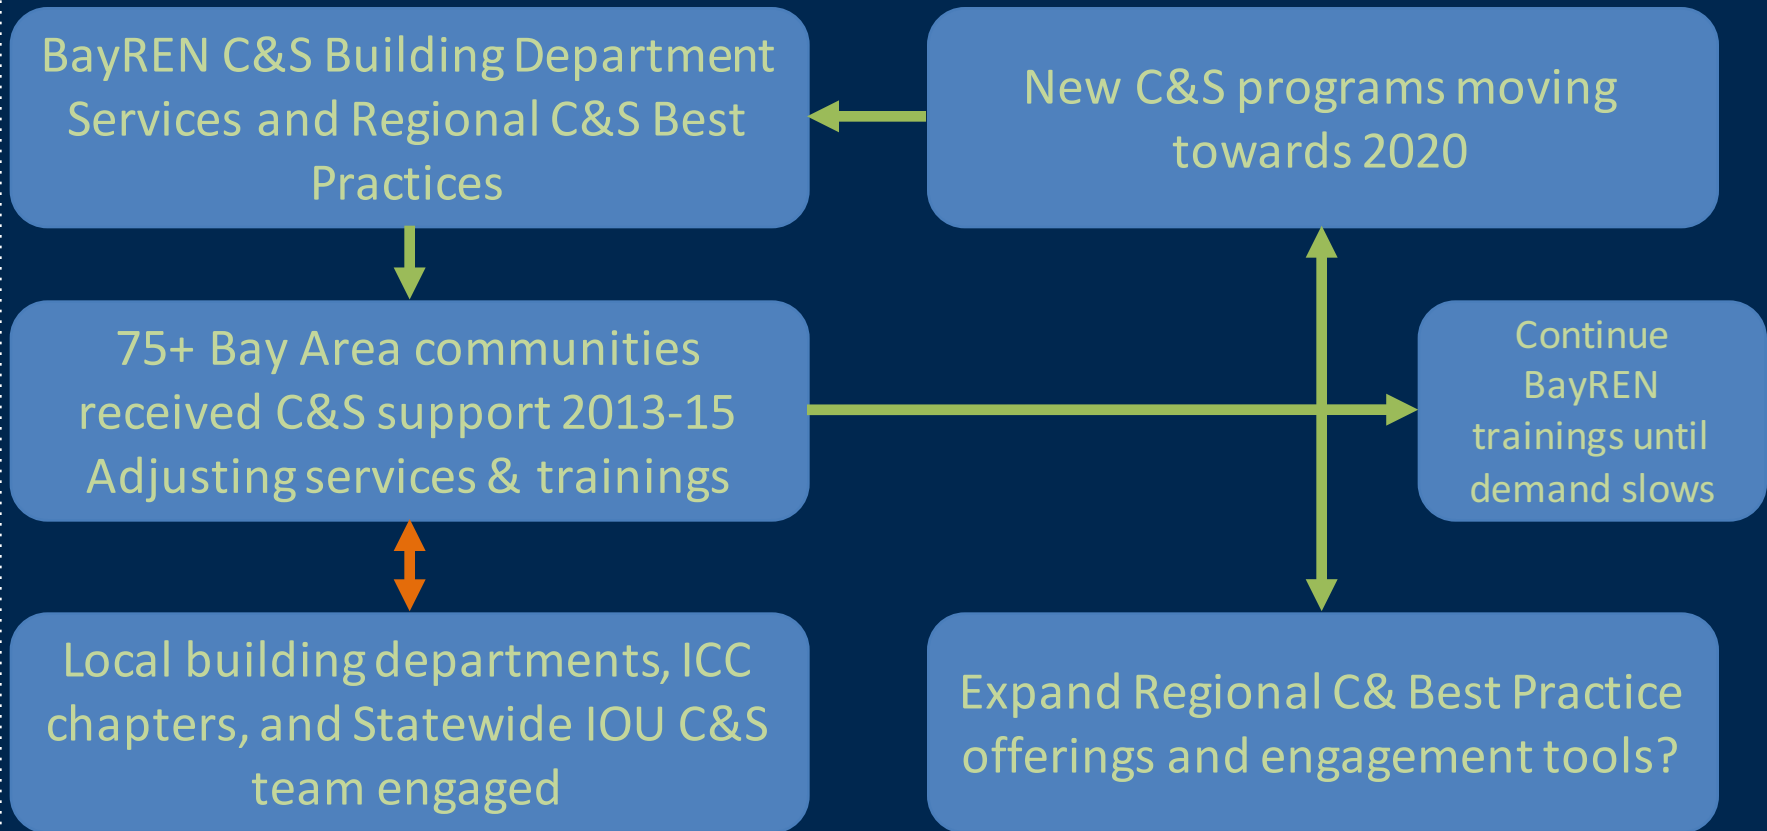 BayREN C&S Building Department
Services and Regional C&S Best
Practices
New C&S programs moving
towards 2020
75+ Bay Area communities
received C&S support 2013-15
Adjusting services & trainings
Continue
BayREN
trainings until
demand slows
Local building departments, ICC
chapters, and Statewide IOU C&S
team engaged
Expand Regional C& Best Practice
offerings and engagement tools?